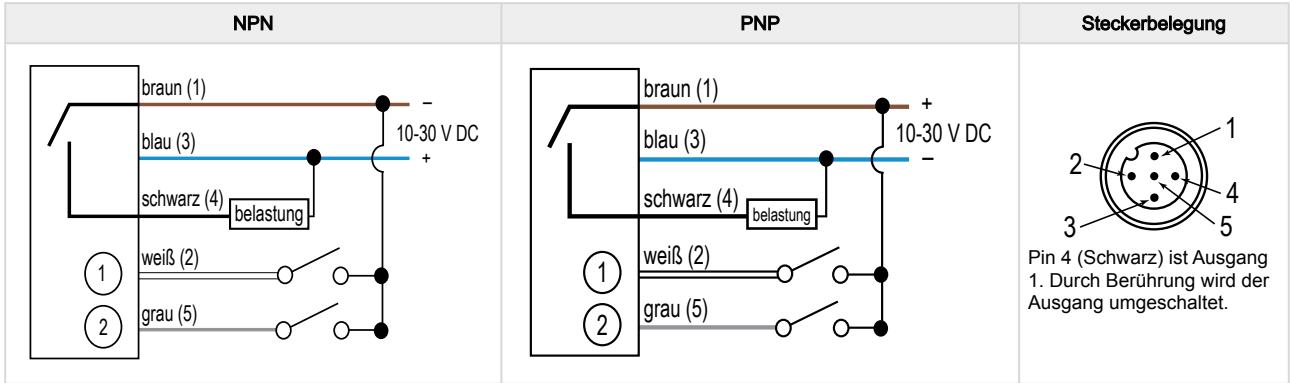 NPN
PNP
Steckerbelegung
braun (1)
–
10-30 V DC
blau (3)
+
schwarz (4)
belastung
weiß (2)
1
grau (5)
2
braun (1)
+
10-30 V DC
blau (3)
–
schwarz (4)
belastung
weiß (2)
1
grau (5)
2
1
2
4
3
5
Pin 4 (Schwarz) ist Ausgang
1. Durch Berührung wird der
Ausgang umgeschaltet.